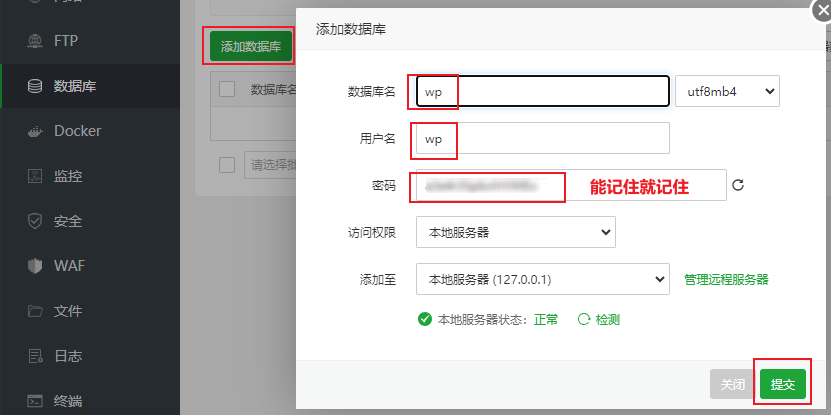 网络
FTP
数据库
Docker
监控
安全
WAF
文件
日志
终端
添加数据库
数据库名
请选择批
添加数据库
数据库名 wp utf8mb4
用户名 wp
密码 能记住就记住
访问权限 本地服务器
添加至 本地服务器 (127.0.0.1) 管理远程服务器
本地服务器状态：正常 检测
关闭 提交